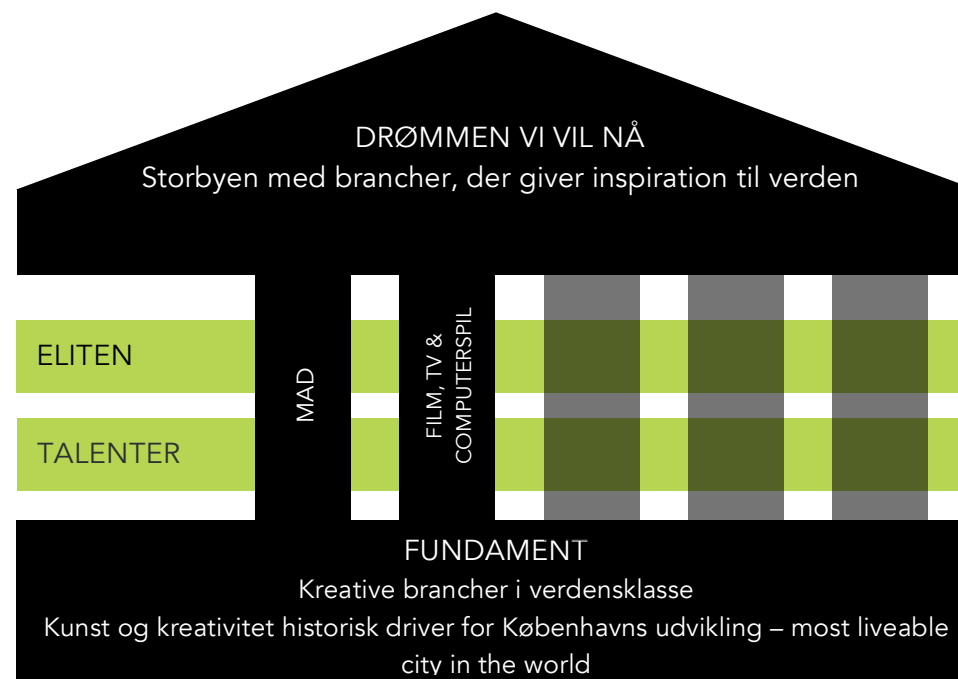 DRØMMEN VI VIL NÅ
Storbyen med brancher, der giver inspiration til verden
ELITEN
TALENTER
MAD
FILM, TV &
COMPUTERSPIL
FUNDAMENT
Kreative brancher i verdensklasse
Kunst og kreativitet historisk driver for Københavns udvikling – most liveable
city in the world